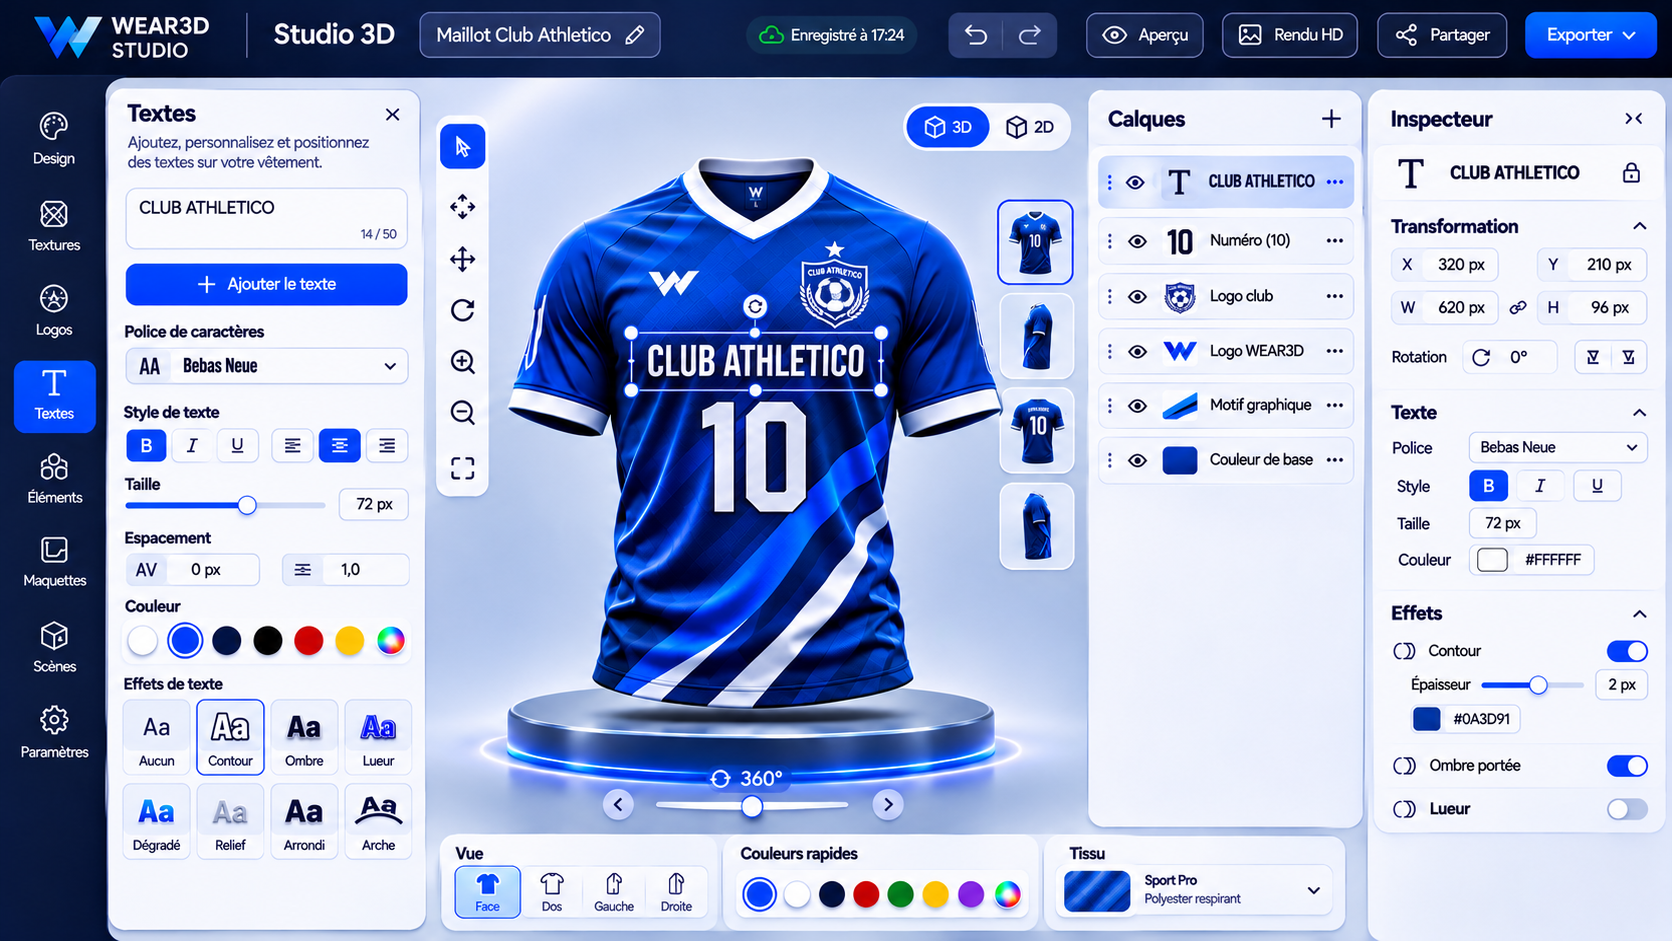 WEAR3D
STUDIO
Studio 3D
Maillot Club Athletico
Enregistré à 17:24
Aperçu
Rendu HD
Partager
Exporter
Design
Textures
Logos
Textes
Éléments
Maquettes
Scènes
Paramètres
Textes
Ajoutez, personnalisez et positionnez
des textes sur votre vêtement.
CLUB ATHLETICO
14 / 50
Ajouter le texte
Police de caractères
AA Bebas Neue
Style de texte
B I U
Taille
72 px
Espacement
AV 0 px 1,0
Couleur
Effets de texte
Aa Aa Aa Aa
Aucun Contour Ombre Lueur
Aa Aa Aa Aa
Dégradé Relief Arrondi Arche
3D 2D
W
L
W
CLUB ATHLETICO
CLUB ATHLETICO
10
10
10
360°
Vue
Face Dos Gauche Droite
Couleurs rapides
Tissu
Sport Pro
Polyester respirant
Calques
T CLUB ATHLETICO
10 Numéro (10)
Logo club
W Logo WEAR3D
Motif graphique
Couleur de base
Inspecteur
T CLUB ATHLETICO
Transformation
X 320 px Y 210 px
W 620 px H 96 px
Rotation 0°
Texte
Police Bebas Neue
Style B I U
Taille 72 px
Couleur #FFFFFF
Effets
Contour
Épaisseur 2 px
#0A3D91
Ombre portée
Lueur